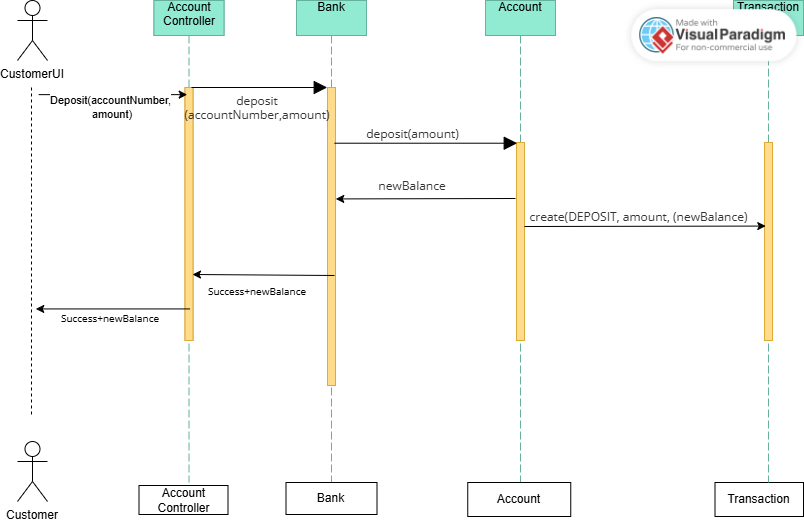 Account
Controller
Bank
Account
Transaction
Made with
Visual Paradigm
For non-commercial use
CustomerUI
Deposit(accountNumber,
amount)
deposit
(accountNumber,amount)
deposit(amount)
newBalance
create(DEPOSIT, amount, (newBalance)
Success+newBalance
Success+newBalance
Customer
Account
Controller
Bank
Account
Transaction